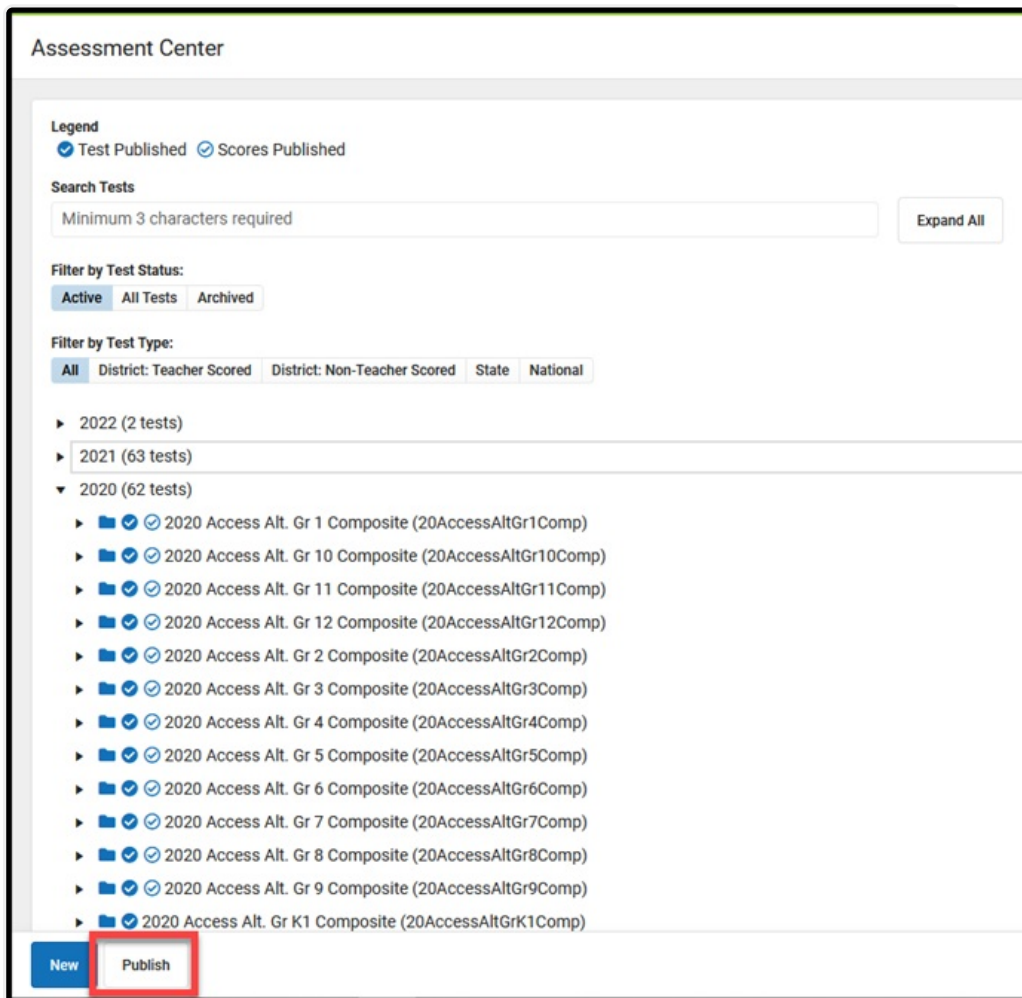 Assessment Center
Legend
Test Published Scores Published
Search Tests
Minimum 3 characters required
Expand All
Filter by Test Status:
Active All Tests Archived
Filter by Test Type:
All District: Teacher Scored District: Non-Teacher Scored State National
2022 (2 tests)
2021 (63 tests)
2020 (62 tests)
2020 Access Alt. Gr 1 Composite (20AccessAltGr1Comp)
2020 Access Alt. Gr 10 Composite (20AccessAltGr10Comp)
2020 Access Alt. Gr 11 Composite (20AccessAltGr11Comp)
2020 Access Alt. Gr 12 Composite (20AccessAltGr12Comp)
2020 Access Alt. Gr 2 Composite (20AccessAltGr2Comp)
2020 Access Alt. Gr 3 Composite (20AccessAltGr3Comp)
2020 Access Alt. Gr 4 Composite (20AccessAltGr4Comp)
2020 Access Alt. Gr 5 Composite (20AccessAltGr5Comp)
2020 Access Alt. Gr 6 Composite (20AccessAltGr6Comp)
2020 Access Alt. Gr 7 Composite (20AccessAltGr7Comp)
2020 Access Alt. Gr 8 Composite (20AccessAltGr8Comp)
2020 Access Alt. Gr 9 Composite (20AccessAltGr9Comp)
2020 Access Alt. Gr K1 Composite (20AccessAltGrK1Comp)
New Publish